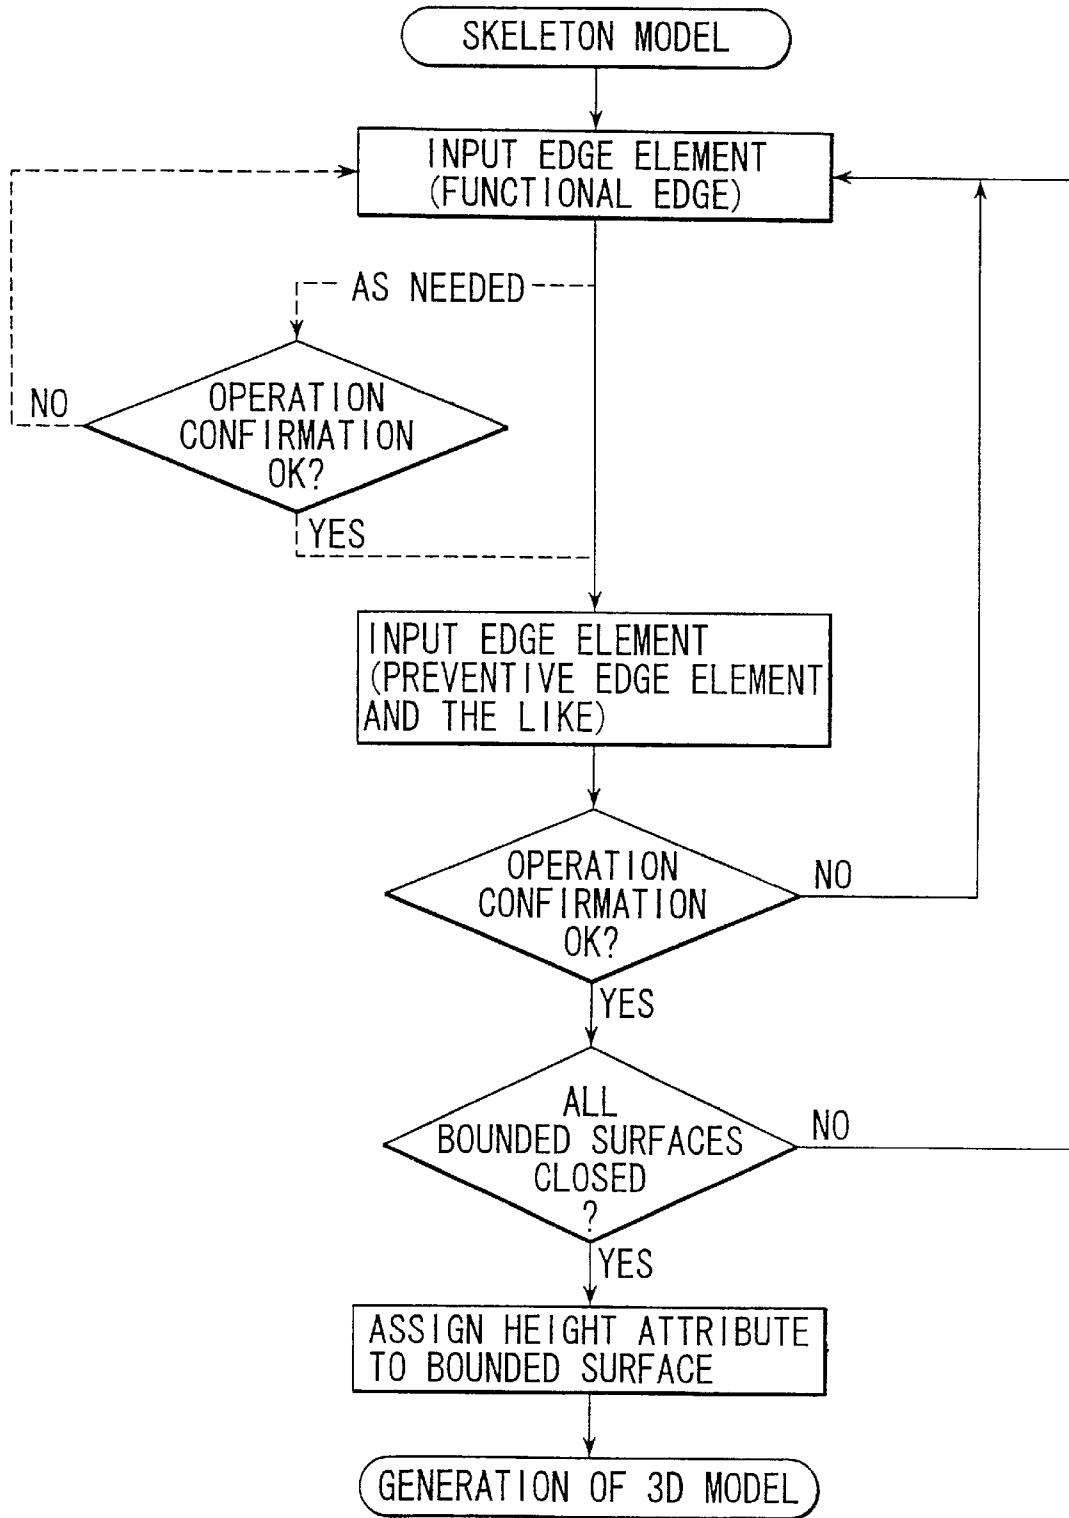 SKELETON MODEL
INPUT EDGE ELEMENT
(FUNCTIONAL EDGE)
AS NEEDED
NO
OPERATION
CONFIRMATION
OK?
YES
INPUT EDGE ELEMENT
(PREVENTIVE EDGE ELEMENT
AND THE LIKE)
OPERATION
CONFIRMATION
OK?
NO
YES
ALL
BOUNDED SURFACES
CLOSED
?
NO
YES
ASSIGN HEIGHT ATTRIBUTE
TO BOUNDED SURFACE
GENERATION OF 3D MODEL